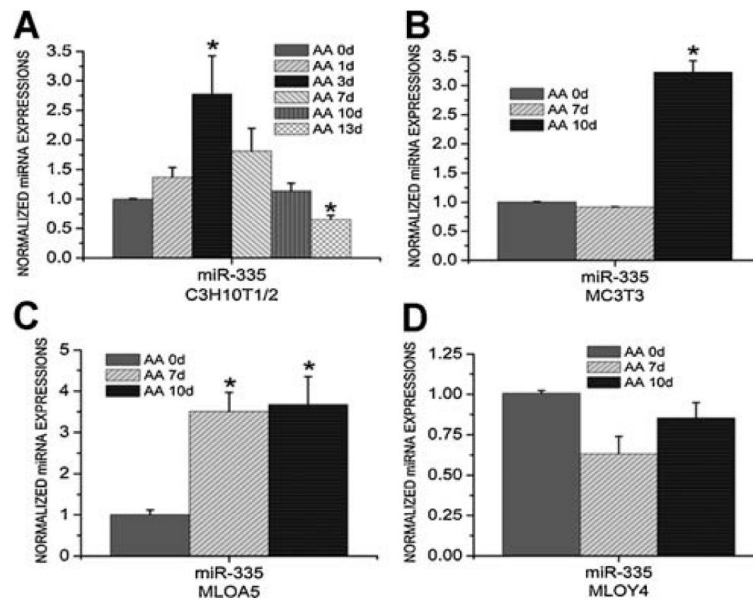 A
NORMALIZED miRNA EXPRESSIONS
3.5
3.0
2.5
2.0
1.5
1.0
0.5
0.0
*
*
AA 0d
AA 1d
AA 3d
AA 7d
AA 10d
AA 13d
miR-335
C3H10T1/2
B
NORMALIZED miRNA EXPRESSIONS
3.5
3.0
2.5
2.0
1.5
1.0
0.5
0.0
*
AA 0d
AA 7d
AA 10d
miR-335
MC3T3
C
NORMALIZED miRNA EXPRESSIONS
5
4
3
2
1
0
*
*
AA 0d
AA 7d
AA 10d
miR-335
MLOA5
D
NORMALIZED miRNA EXPRESSIONS
1.25
1.00
0.75
0.50
0.25
0.00
AA 0d
AA 7d
AA 10d
miR-335
MLOY4